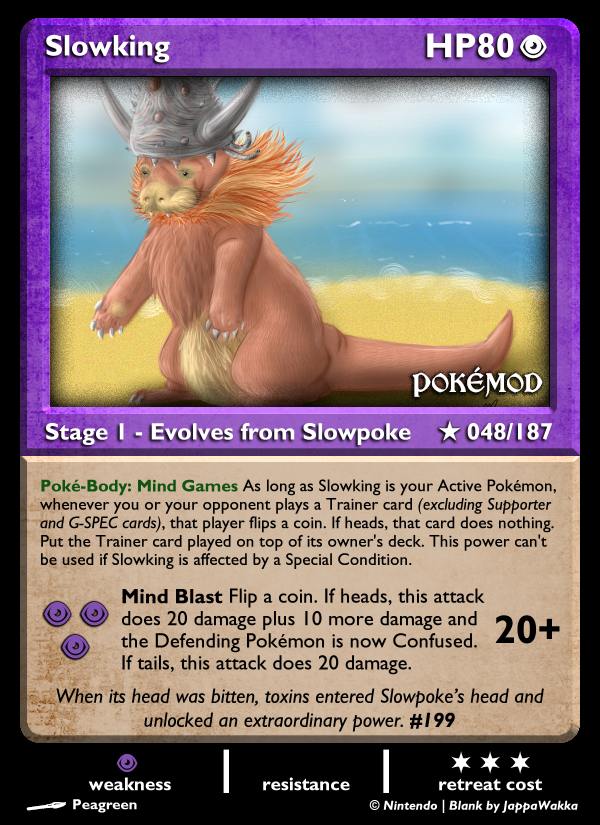 Slowking HP80
POKÉMOD
Stage 1 - Evolves from Slowpoke ★ 048/187
Poké-Body: Mind Games As long as Slowking is your Active Pokémon,
whenever you or your opponent plays a Trainer card (excluding Supporter
and G-SPEC cards), that player flips a coin. If heads, that card does nothing.
Put the Trainer card played on top of its owner's deck. This power can't
be used if Slowking is affected by a Special Condition.
Mind Blast Flip a coin. If heads, this attack
does 20 damage plus 10 more damage and
the Defending Pokémon is now Confused.
If tails, this attack does 20 damage.
20+
When its head was bitten, toxins entered Slowpoke's head and
unlocked an extraordinary power. #199
weakness resistance retreat cost
Peagreen © Nintendo | Blank by JappaWakka